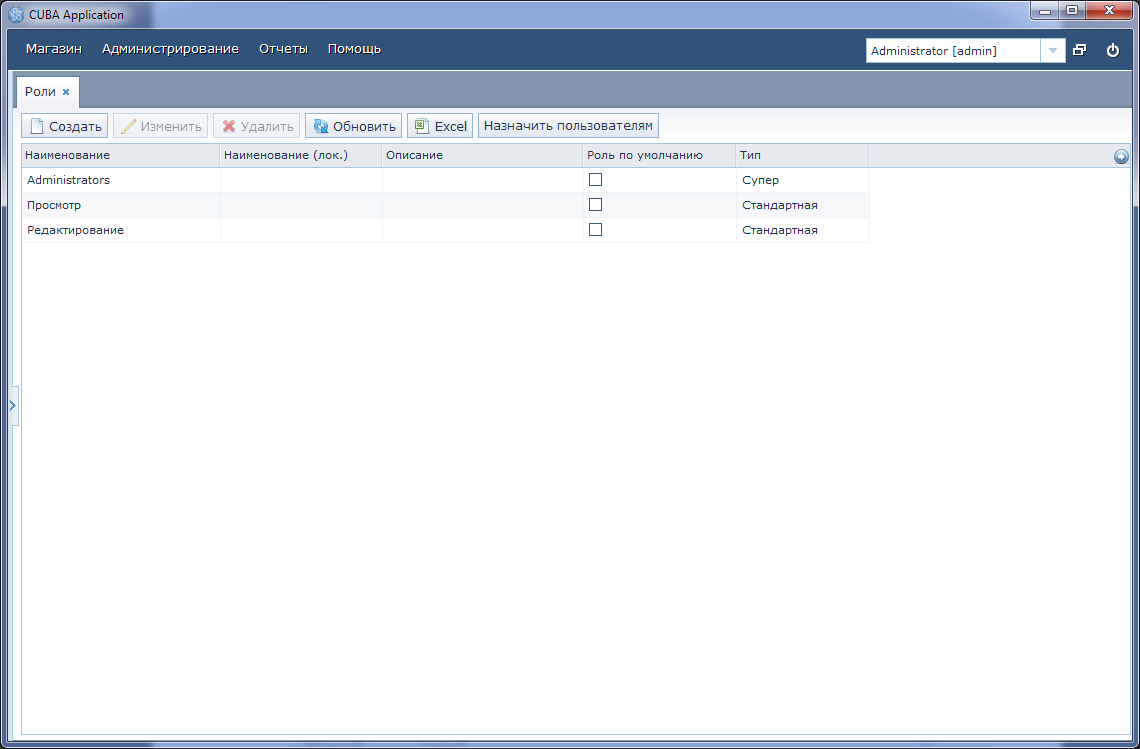 CUBA Application
Магазин Администрирование Отчеты Помощь Administrator [admin]
Роли
Создать Изменить Удалить Обновить Excel Назначить пользователям
Наименование Наименование (лок.) Описание Роль по умолчанию Тип
Administrators Супер
Просмотр Стандартная
Редактирование Стандартная